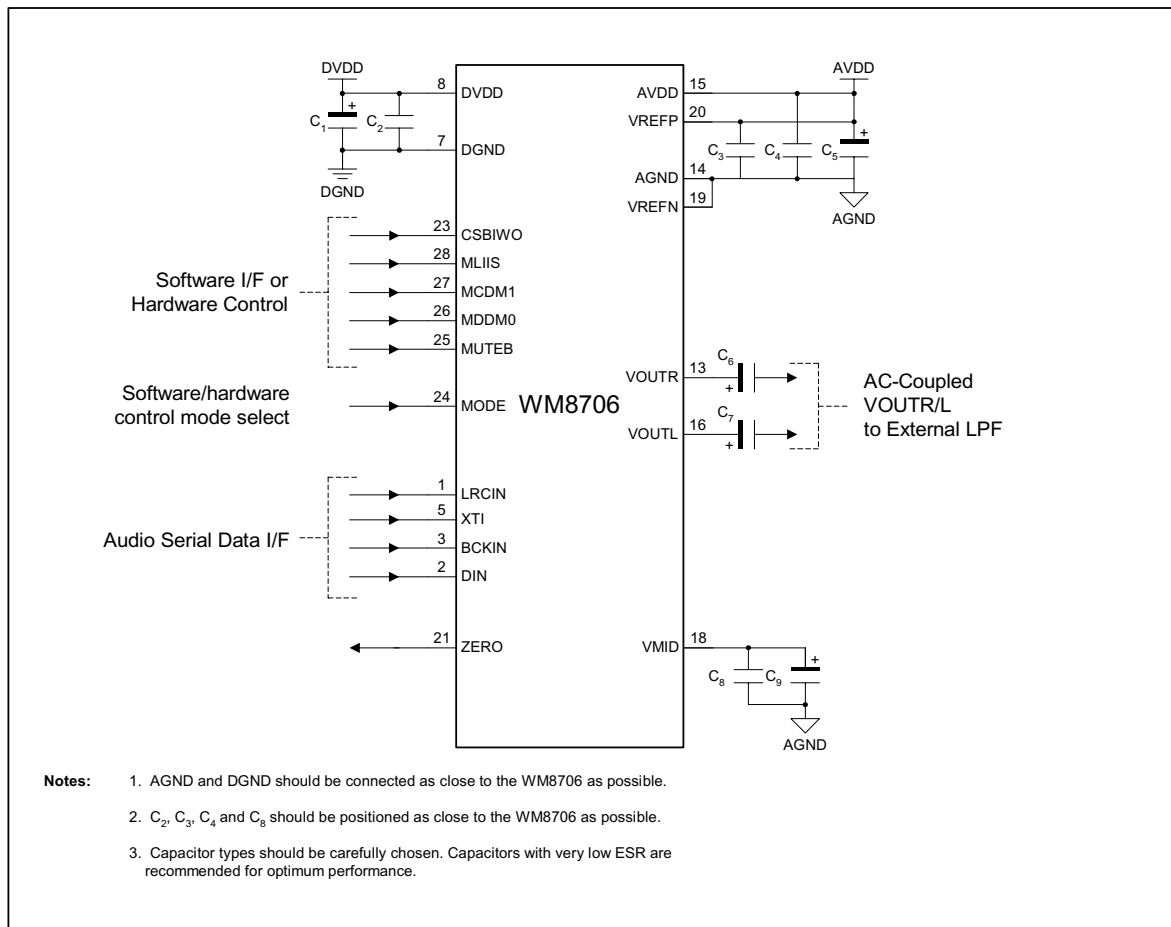 DVDD
AVDD
8
DVDD
AVDD
15
+
C1
C2
VREFP
20
+
C3
C4
C5
7
DGND
AGND
14
DGND
VREFN
19
AGND
23
CSBIWO
28
MLIIS
Software I/F or
Hardware Control
27
MCDM1
26
MDDM0
25
MUTEB
C6
VOUTR
13
+
AC-Coupled
VOUTR/L
to External LPF
Software/hardware
control mode select
24
MODE
WM8706
C7
VOUTL
16
+
1
LRCIN
5
XTI
Audio Serial Data I/F
3
BCKIN
2
DIN
21
ZERO
VMID
18
+
C8
C9
AGND
Notes: 1. AGND and DGND should be connected as close to the WM8706 as possible.
2. C2, C3, C4 and C8 should be positioned as close to the WM8706 as possible.
3. Capacitor types should be carefully chosen. Capacitors with very low ESR are
recommended for optimum performance.